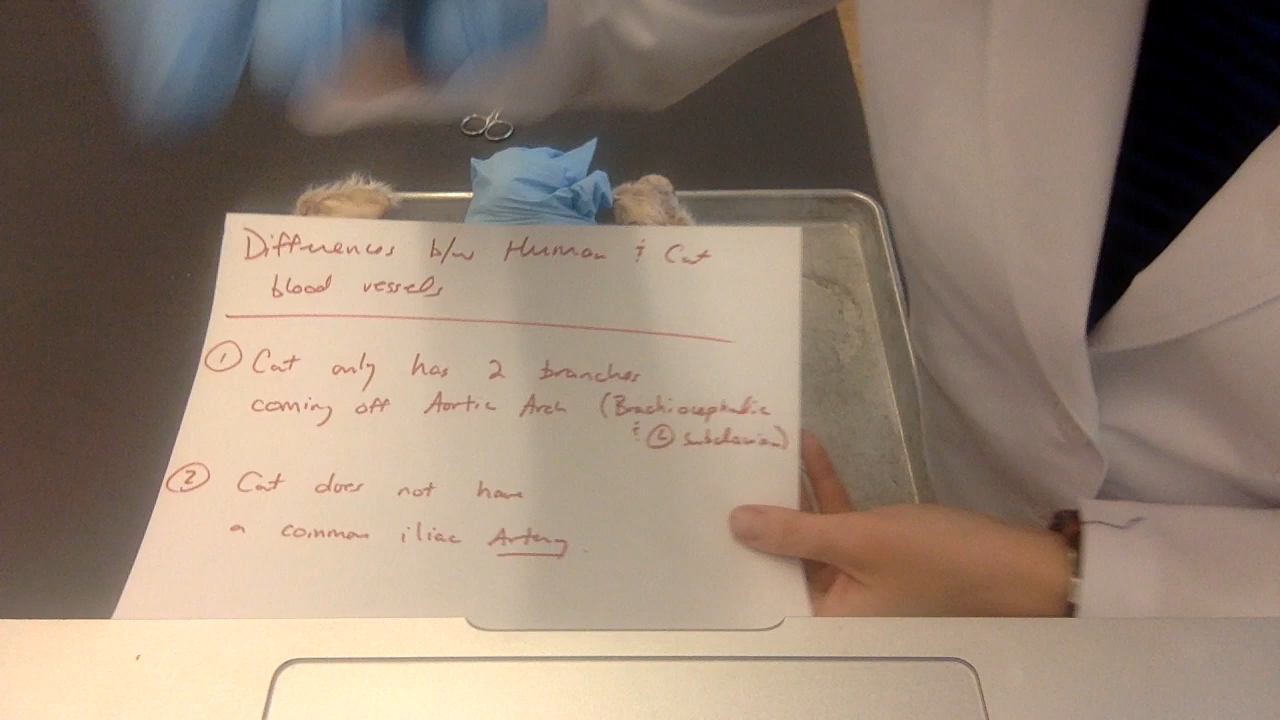 Differences b/w Human & Cat
blood vessels
① Cat only has 2 branches
coming off Aortic Arch (Brachiocephalic
& Ⓛ subclavian)
② Cat does not have
a common iliac Artery.